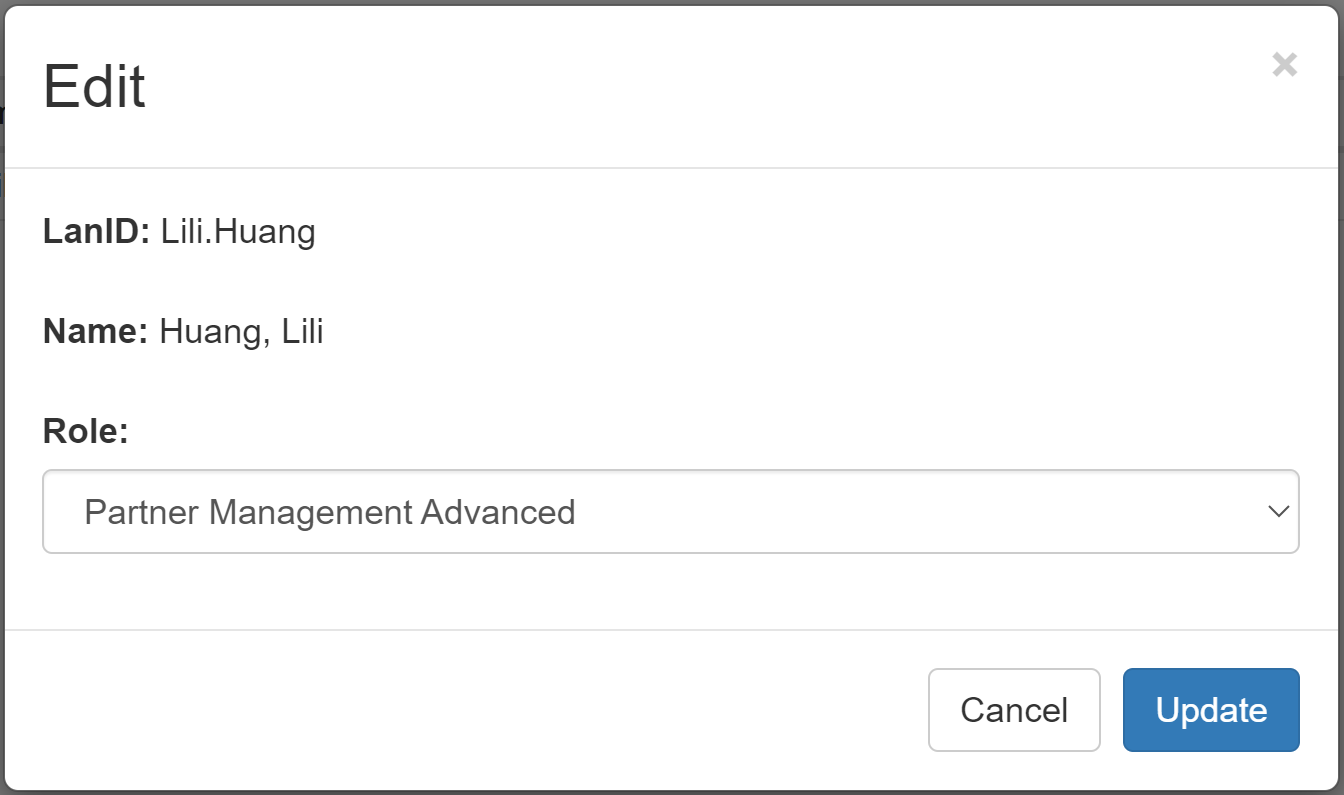 Edit
×
LanID: Lili.Huang
Name: Huang, Lili
Role:
Partner Management Advanced
Cancel
Update